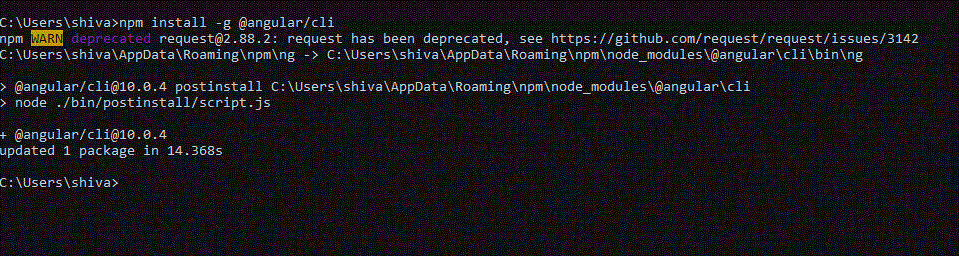 C:\Users\shiva>npm install -g @angular/cli
npm WARN deprecated request@2.88.2: request has been deprecated, see https://github.com/request/request/issues/3142
C:\Users\shiva\AppData\Roaming\npm\ng -> C:\Users\shiva\AppData\Roaming\npm\node_modules\@angular\cli\bin\ng
> @angular/cli@10.0.4 postinstall C:\Users\shiva\AppData\Roaming\npm\node_modules\@angular\cli
> node ./bin/postinstall/script.js
+ @angular/cli@10.0.4
updated 1 package in 14.368s
C:\Users\shiva>